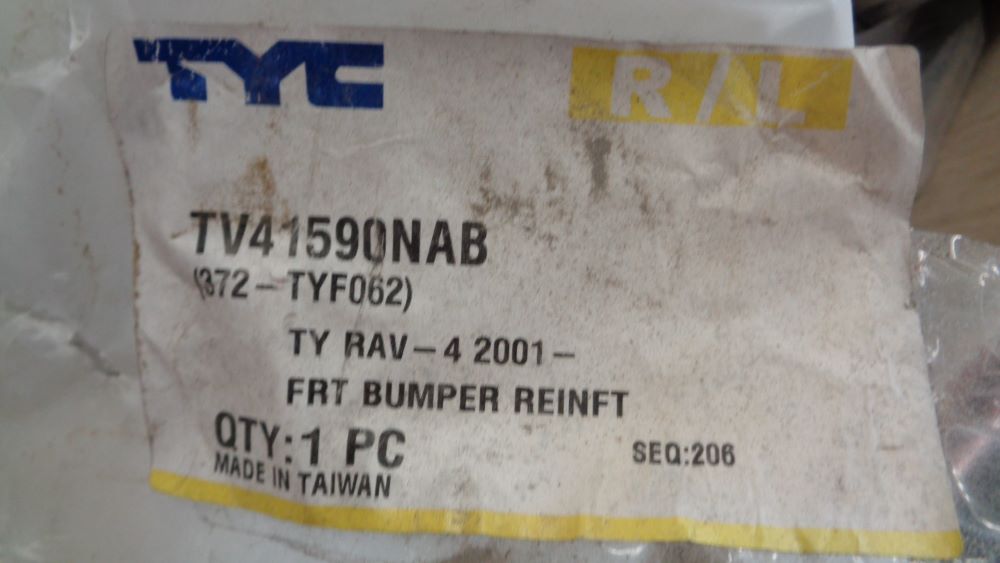 TYC
R/L
TV41590NAB
(372-TYF062)
TY RAV-4 2001-
FRT BUMPER REINFT
QTY:1 PC
SEQ:206
MADE IN TAIWAN